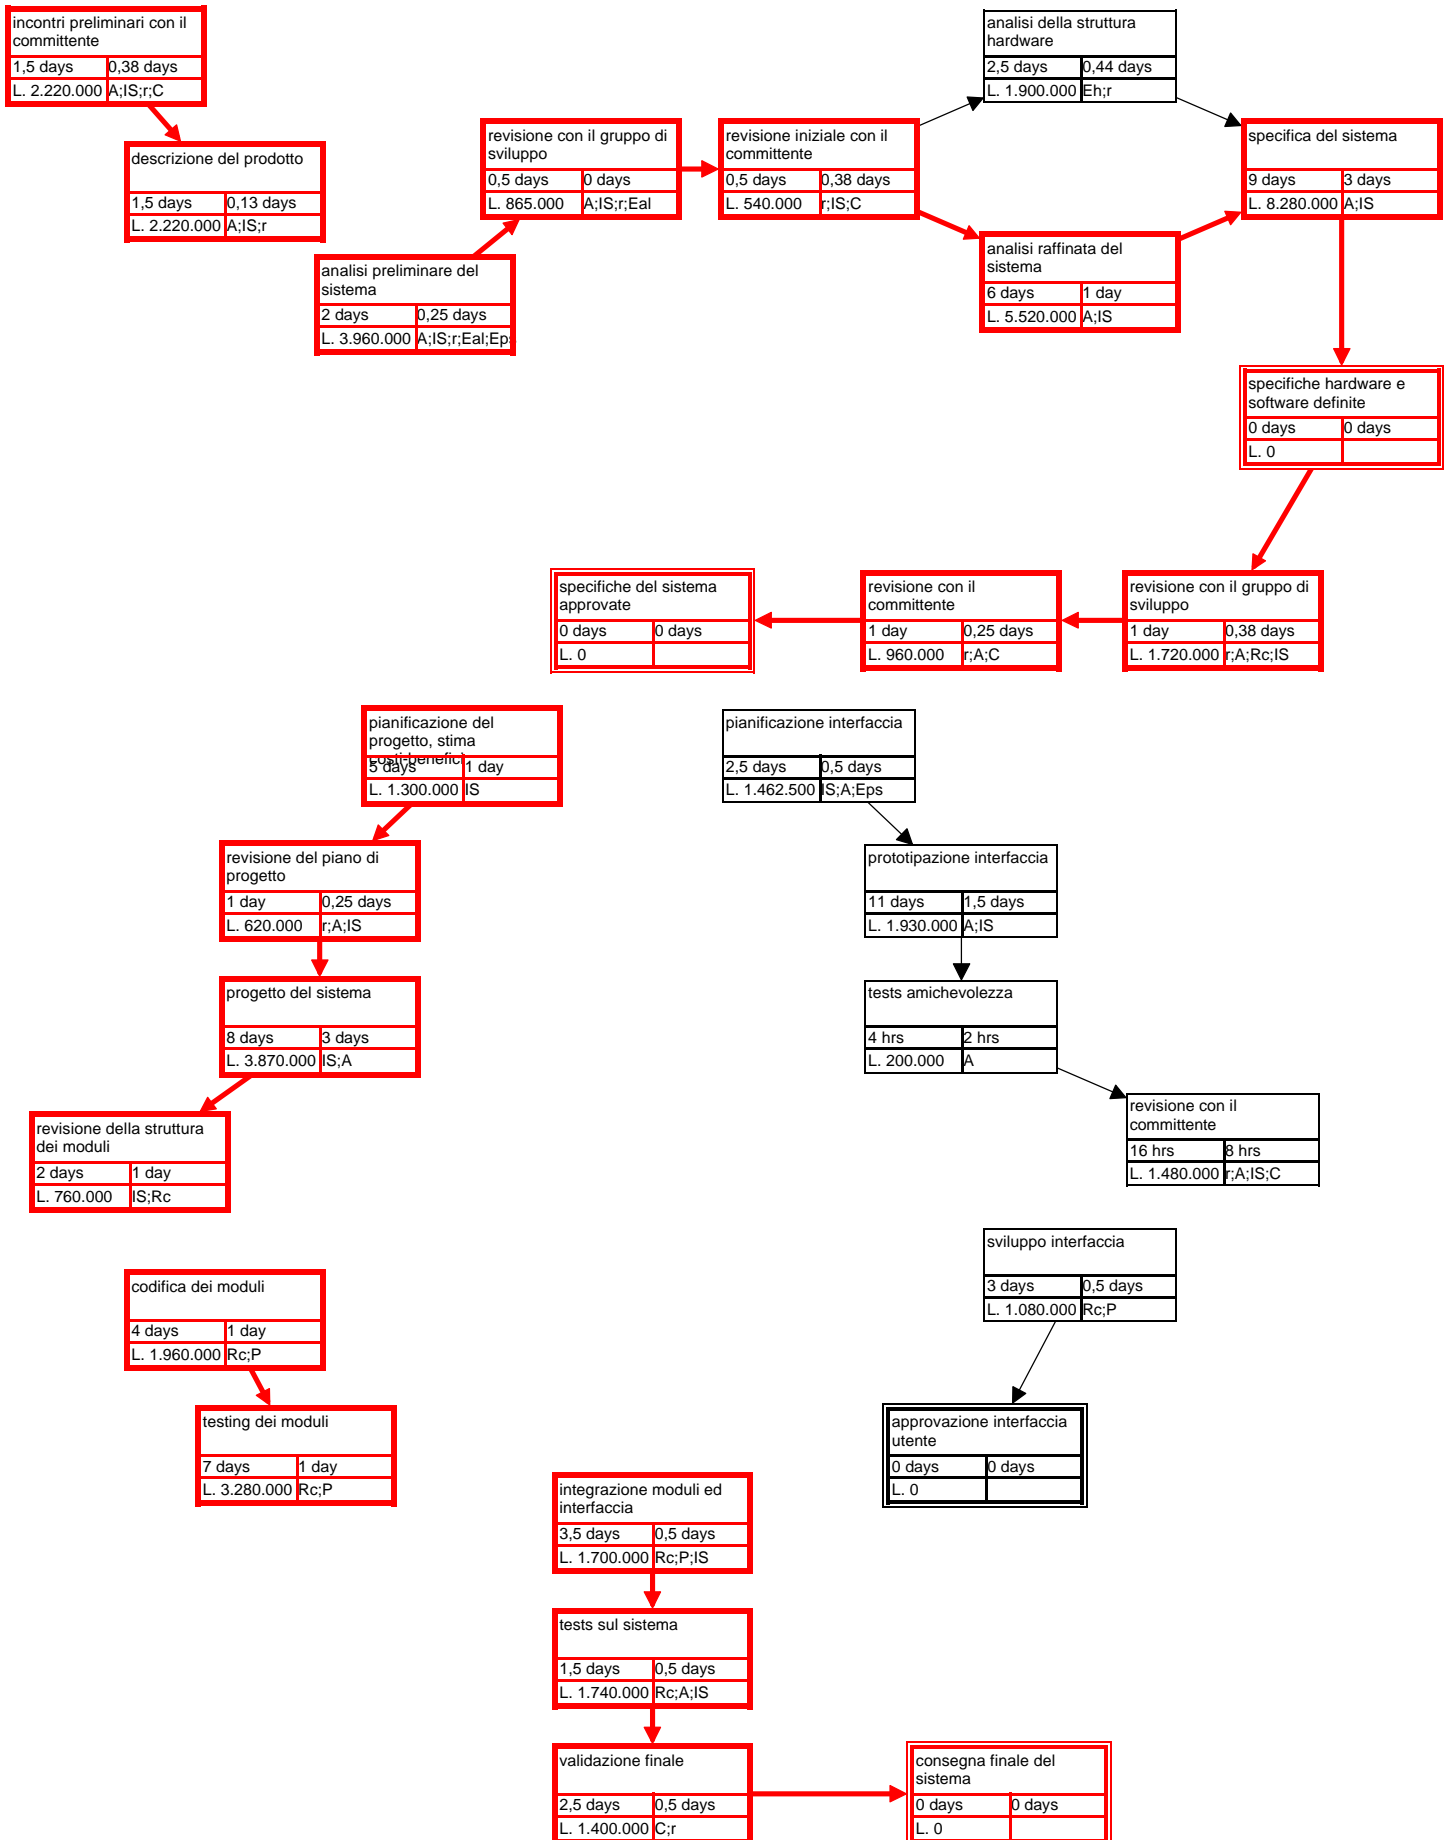 incontri preliminari con il
committente
1,5 days 0,38 days
L. 2.220.000 A;IS;r;C
descrizione del prodotto
1,5 days 0,13 days
L. 2.220.000 A;IS;r
analisi preliminare del
sistema
2 days 0,25 days
L. 3.960.000 A;IS;r;Eal;Eps
revisione con il gruppo di
sviluppo
0,5 days 0 days
L. 865.000 A;IS;r;Eal
revisione iniziale con il
committente
0,5 days 0,38 days
L. 540.000 r;IS;C
analisi della struttura
hardware
2,5 days 0,44 days
L. 1.900.000 Eh;r
analisi raffinata del
sistema
6 days 1 day
L. 5.520.000 A;IS
specifica del sistema
9 days 3 days
L. 8.280.000 A;IS
specifiche hardware e
software definite
0 days 0 days
L. 0
revisione con il gruppo di
sviluppo
1 day 0,38 days
L. 1.720.000 r;A;Rc;IS
revisione con il
committente
1 day 0,25 days
L. 960.000 r;A;C
specifiche del sistema
approvate
0 days 0 days
L. 0
pianificazione del
progetto, stima
costi-benefici
5 days 1 day
L. 1.300.000 IS
revisione del piano di
progetto
1 day 0,25 days
L. 620.000 r;A;IS
progetto del sistema
8 days 3 days
L. 3.870.000 IS;A
revisione della struttura
dei moduli
2 days 1 day
L. 760.000 IS;Rc
pianificazione interfaccia
2,5 days 0,5 days
L. 1.462.500 IS;A;Eps
prototipazione interfaccia
11 days 1,5 days
L. 1.930.000 A;IS
tests amichevolezza
4 hrs 2 hrs
L. 200.000 A
revisione con il
committente
16 hrs 8 hrs
L. 1.480.000 r;A;IS;C
sviluppo interfaccia
3 days 0,5 days
L. 1.080.000 Rc;P
approvazione interfaccia
utente
0 days 0 days
L. 0
codifica dei moduli
4 days 1 day
L. 1.960.000 Rc;P
testing dei moduli
7 days 1 day
L. 3.280.000 Rc;P
integrazione moduli ed
interfaccia
3,5 days 0,5 days
L. 1.700.000 Rc;P;IS
tests sul sistema
1,5 days 0,5 days
L. 1.740.000 Rc;A;IS
validazione finale
2,5 days 0,5 days
L. 1.400.000 C;r
consegna finale del
sistema
0 days 0 days
L. 0